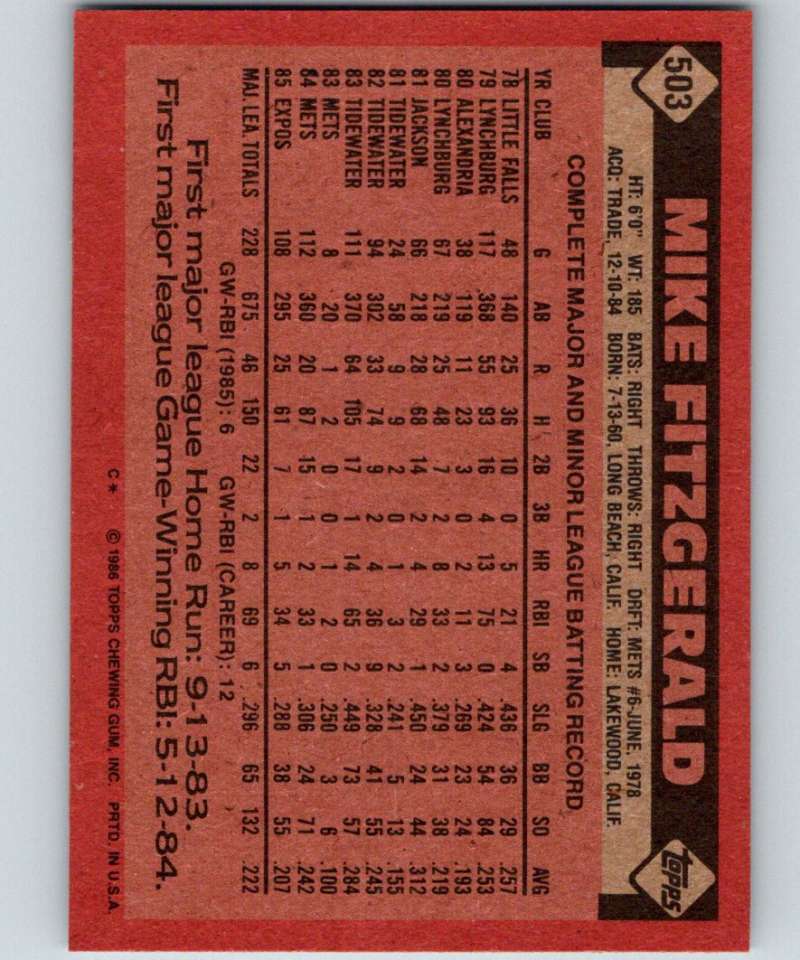 503
MIKE FITZGERALD
topps
HT: 6'0" WT: 185 BATS: RIGHT THROWS: RIGHT DRFT: METS #6-JUNE, 1978
ACQ: TRADE, 12-10-84 BORN: 7-13-60, LONG BEACH, CALIF. HOME: LAKEWOOD, CALIF.
COMPLETE MAJOR AND MINOR LEAGUE BATTING RECORD
YR CLUB G AB R H 2B 3B HR RBI SB SLG BB SO AVG
78 LITTLE FALLS 48 140 25 36 10 0 5 21 4 .436 36 29 .257
79 LYNCHBURG 117 368 55 93 16 4 13 75 0 .424 54 84 .253
80 ALEXANDRIA 38 119 11 23 3 0 2 11 3 .269 23 24 .193
80 LYNCHBURG 67 219 25 48 7 2 8 33 2 .379 31 38 .219
81 JACKSON 66 218 28 68 14 2 4 29 1 .450 24 44 .312
81 TIDEWATER 24 58 9 9 2 0 1 3 2 .241 5 13 .155
82 TIDEWATER 94 302 33 74 9 2 4 36 9 .328 41 55 .245
83 TIDEWATER 111 370 64 105 17 1 14 65 2 .449 73 57 .284
83 METS 8 20 1 2 0 0 1 2 0 .250 3 6 .100
84 METS 112 360 20 87 15 1 2 33 1 .306 24 71 .242
85 EXPOS 108 295 25 61 7 1 5 34 5 .288 38 55 .207
MAJ. LEA. TOTALS 228 675 46 150 22 2 8 69 6 .296 65 132 .222
GW-RBI (1985): 6 GW-RBI (CAREER): 12
First major league Home Run: 9-13-83.
First major league Game-Winning RBI: 5-12-84.
C* © 1986 TOPPS CHEWING GUM, INC. PRTD. IN U.S.A.